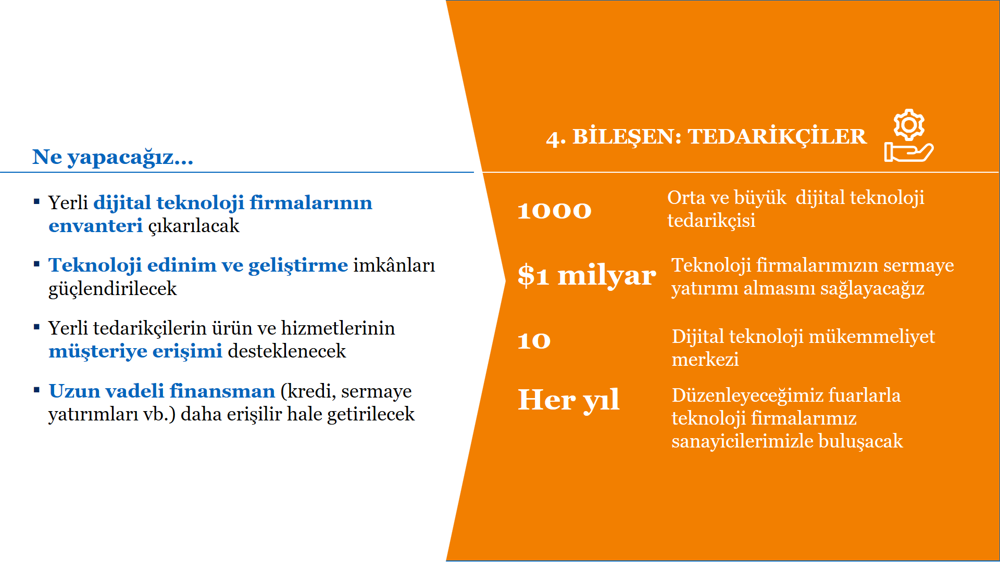 Ne yapacağız...
▪ Yerli dijital teknoloji firmalarının
envanteri çıkarılacak
▪ Teknoloji edinim ve geliştirme imkânları
güçlendirilecek
▪ Yerli tedarikçilerin ürün ve hizmetlerinin
müşteriye erişimi desteklenecek
▪ Uzun vadeli finansman (kredi, sermaye
yatırımları vb.) daha erişilir hale getirilecek
4. BİLEŞEN: TEDARİKÇİLER
1000
Orta ve büyük  dijital teknoloji
tedarikçisi
$1 milyar
Teknoloji firmalarımızın sermaye
yatırımı almasını sağlayacağız
10
Dijital teknoloji mükemmeliyet
merkezi
Her yıl
Düzenleyeceğimiz fuarlarla
teknoloji firmalarımız
sanayicilerimizle buluşacak